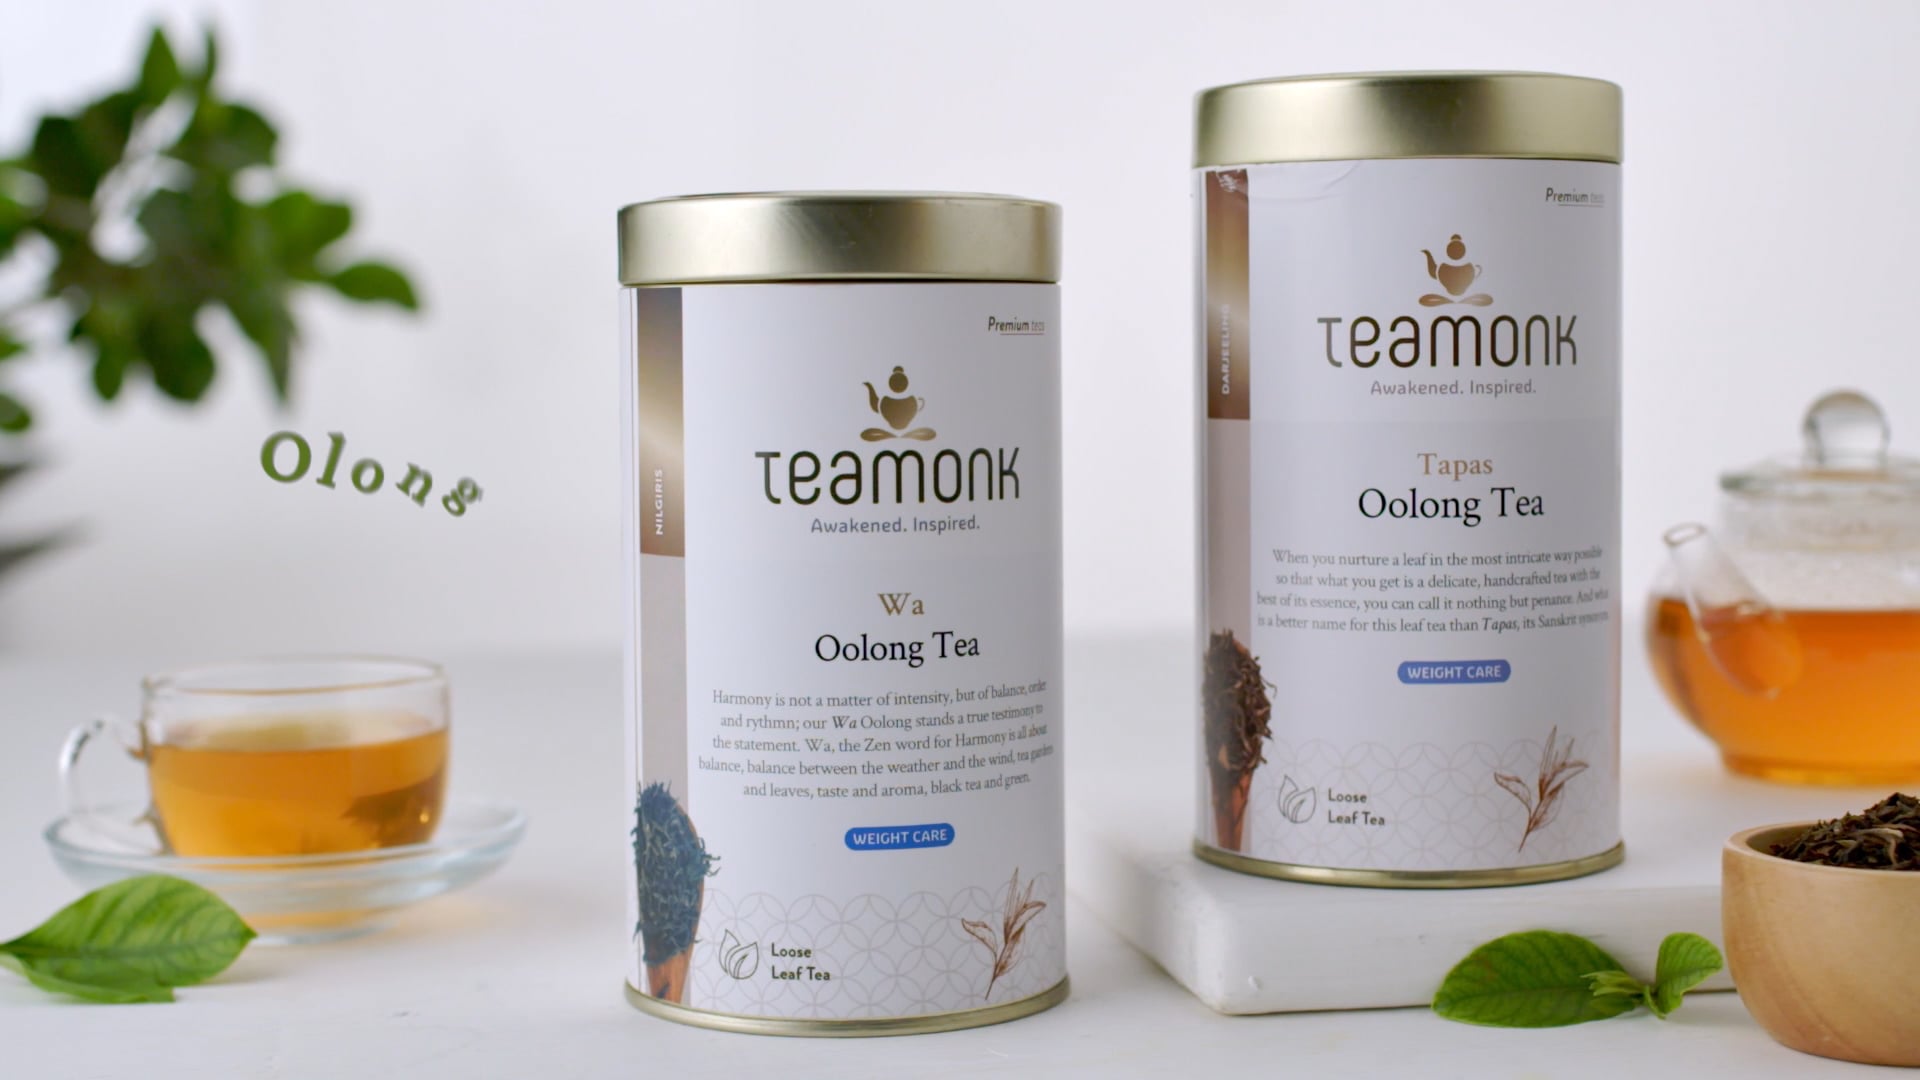 Olong
Premium teas
TEAMONK
Awakened. Inspired.
NILGIRIS
Wa
Oolong Tea
Harmony is not a matter of intensity, but of balance, order
and rythmn; our Wa Oolong stands a true testimony to
the statement. Wa, the Zen word for Harmony is all about
balance, balance between the weather and the wind, tea gardens
and leaves, taste and aroma, black tea and green.
WEIGHT CARE
Loose
Leaf Tea
Premium teas
TEAMONK
Awakened. Inspired.
DARJEELING
Tapas
Oolong Tea
When you nurture a leaf in the most intricate way possible
so that what you get is a delicate, handcrafted tea with the
best of its essence, you can call it nothing but penance. And what
is a better name for this leaf tea than Tapas, its Sanskrit synonym.
WEIGHT CARE
Loose
Leaf Tea